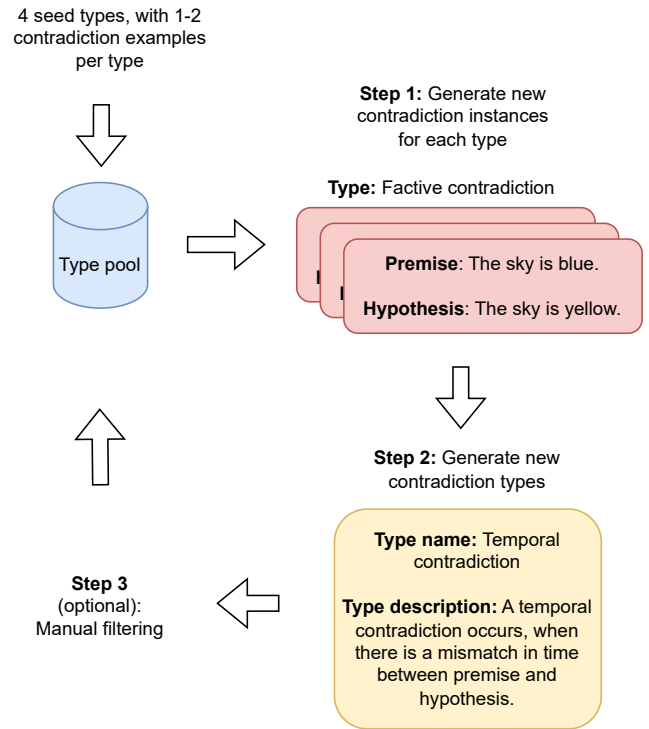 4 seed types, with 1-2
contradiction examples
per type
Step 1: Generate new
contradiction instances
for each type
Type: Factive contradiction
Type pool
Premise: The sky is blue.
Hypothesis: The sky is yellow.
Step 2: Generate new
contradiction types
Type name: Temporal
contradiction
Type description: A temporal
contradiction occurs, when
there is a mismatch in time
between premise and
hypothesis.
Step 3
(optional):
Manual filtering